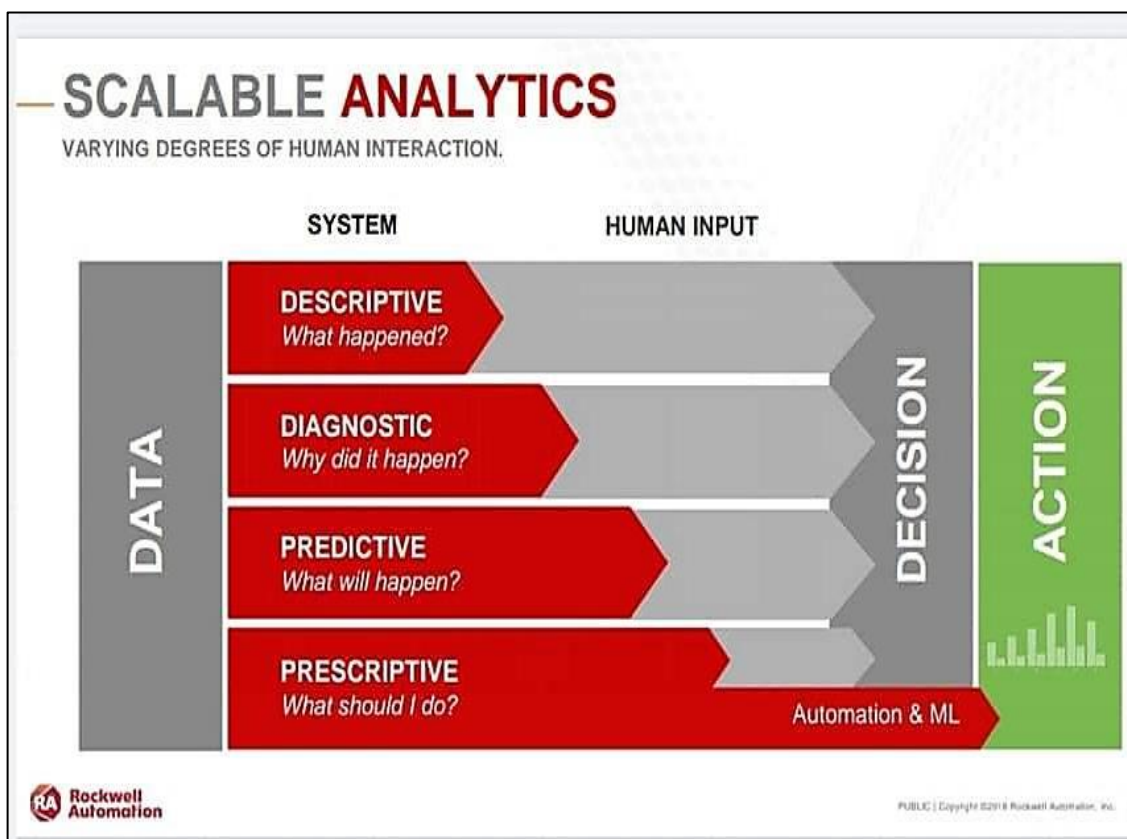 SCALABLE ANALYTICS
VARYING DEGREES OF HUMAN INTERACTION.
SYSTEM
HUMAN INPUT
DATA
DESCRIPTIVE
What happened?
DIAGNOSTIC
Why did it happen?
PREDICTIVE
What will happen?
PRESCRIPTIVE
What should I do?
Automation & ML
DECISION
ACTION
RA
Rockwell
Automation
PUBLIC | Copyright ©2018 Rockwell Automation, Inc.